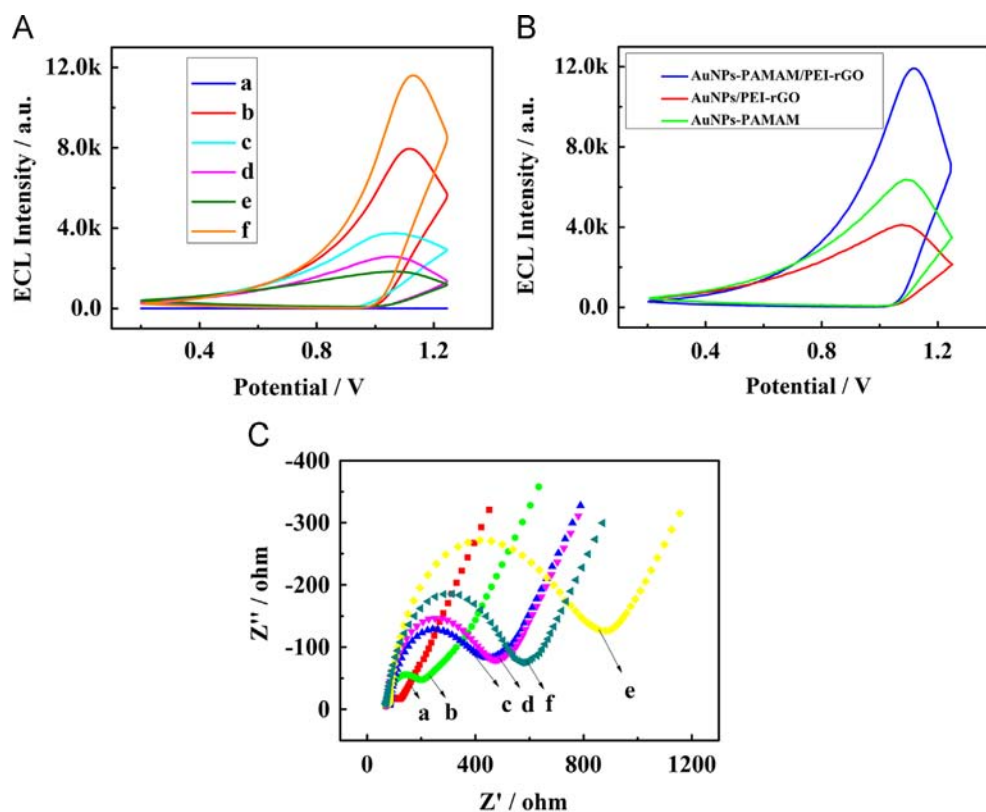 A
ECL Intensity / a.u.
12.0k
8.0k
4.0k
0.0
a
b
c
d
e
f
0.4
0.8
1.2
Potential / V
B
ECL Intensity / a.u.
12.0k
8.0k
4.0k
0.0
AuNPs-PAMAM/PEI-rGO
AuNPs/PEI-rGO
AuNPs-PAMAM
0.4
0.8
1.2
Potential / V
C
Z'' / ohm
-400
-300
-200
-100
0
a
b
c
d
f
e
0
400
800
1200
Z' / ohm